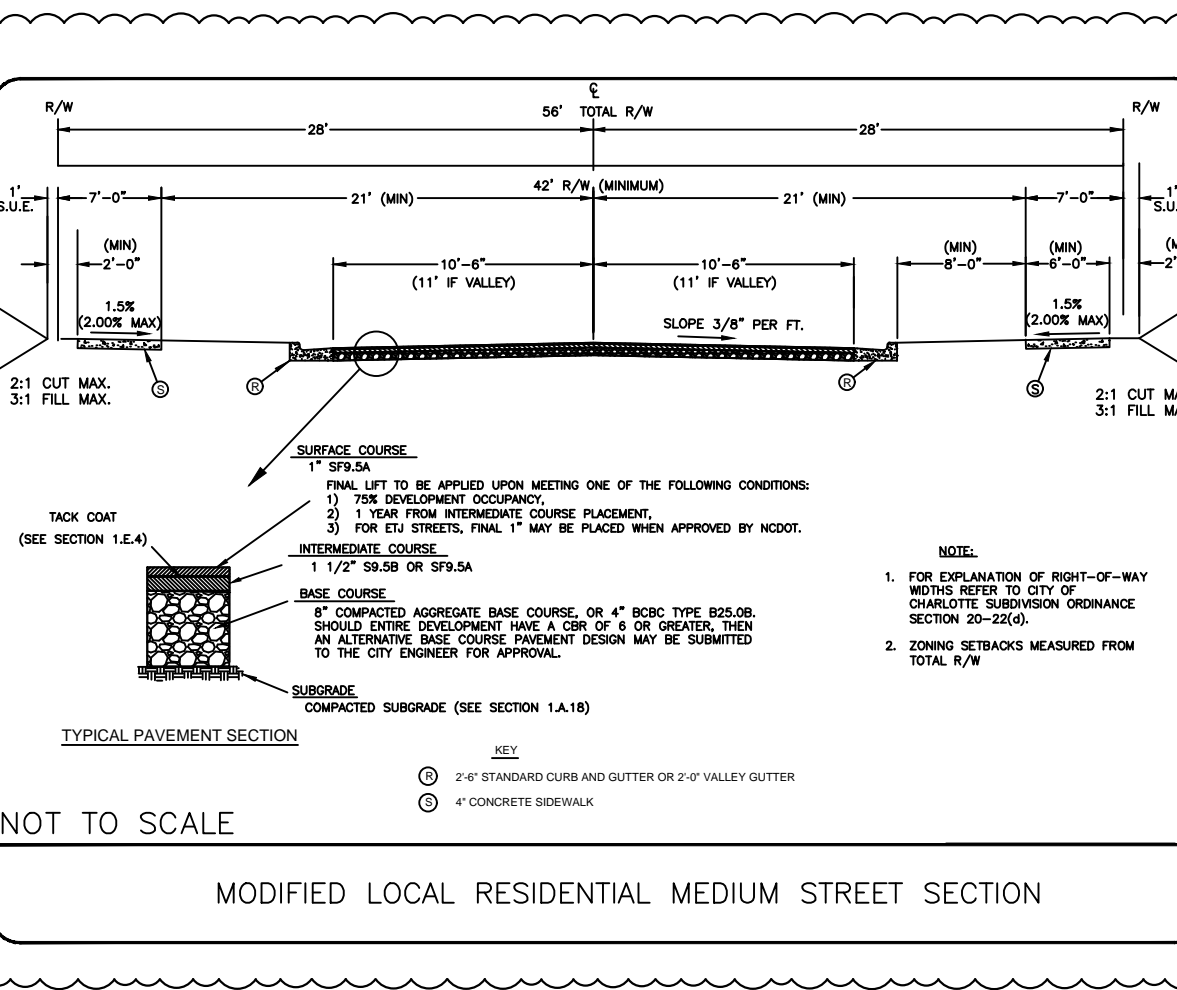 ℄
R/W
56' TOTAL R/W
R/W
28'
28'
42' R/W (MINIMUM)
1'
S.U.E.
7'-0"
21' (MIN)
21' (MIN)
7'-0"
1'
S.U.
(MIN)
2'-0"
10'-6"
(11' IF VALLEY)
10'-6"
(11' IF VALLEY)
(MIN)
8'-0"
(MIN)
6'-0"
2'
1.5%
(2.00% MAX)
SLOPE 3/8" PER FT.
1.5%
(2.00% MAX)
S
R
R
S
2:1 CUT MAX.
3:1 FILL MAX.
2:1 CUT MA
3:1 FILL MA
SURFACE COURSE
1" SF9.5A
FINAL LIFT TO BE APPLIED UPON MEETING ONE OF THE FOLLOWING CONDITIONS:
1) 75% DEVELOPMENT OCCUPANCY,
2) 1 YEAR FROM INTERMEDIATE COURSE PLACEMENT,
3) FOR ETJ STREETS, FINAL 1" MAY BE PLACED WHEN APPROVED BY NCDOT.
TACK COAT
(SEE SECTION 1.E.4)
INTERMEDIATE COURSE
1 1/2" S9.5B OR SF9.5A
BASE COURSE
8" COMPACTED AGGREGATE BASE COURSE, OR 4" BCBC TYPE B25.0B.
SHOULD ENTIRE DEVELOPMENT HAVE A CBR OF 6 OR GREATER, THEN
AN ALTERNATIVE BASE COURSE PAVEMENT DESIGN MAY BE SUBMITTED
TO THE CITY ENGINEER FOR APPROVAL.
SUBGRADE
COMPACTED SUBGRADE (SEE SECTION 1.A.18)
TYPICAL PAVEMENT SECTION
NOTE:
1. FOR EXPLANATION OF RIGHT-OF-WAY
WIDTHS REFER TO CITY OF
CHARLOTTE SUBDIVISION ORDINANCE
SECTION 20-22(d).
2. ZONING SETBACKS MEASURED FROM
TOTAL R/W
KEY
R 2'-6" STANDARD CURB AND GUTTER OR 2'-0" VALLEY GUTTER
S 4" CONCRETE SIDEWALK
NOT TO SCALE
MODIFIED LOCAL RESIDENTIAL MEDIUM STREET SECTION